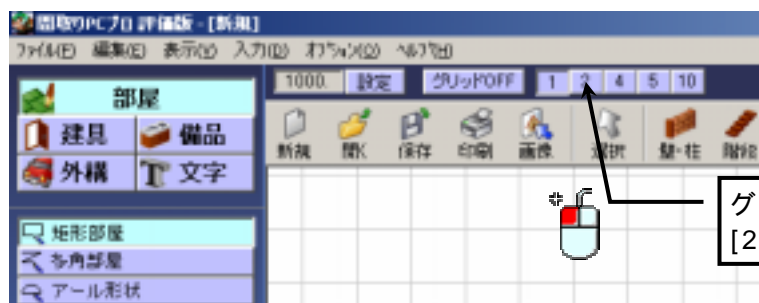 間取りPCプロ 評価版 - [新規]
ファイル(F) 編集(E) 表示(V) 入力(D) オプション(O) ヘルプ(H)
1000. 設定 グリッドOFF 1 2 4 5 10
部屋
建具 備品
外構 文字
新規 開く 保存 印刷 画像 選択 壁・柱 階段
矩形部屋
多角部屋
アール形状
グ
[2